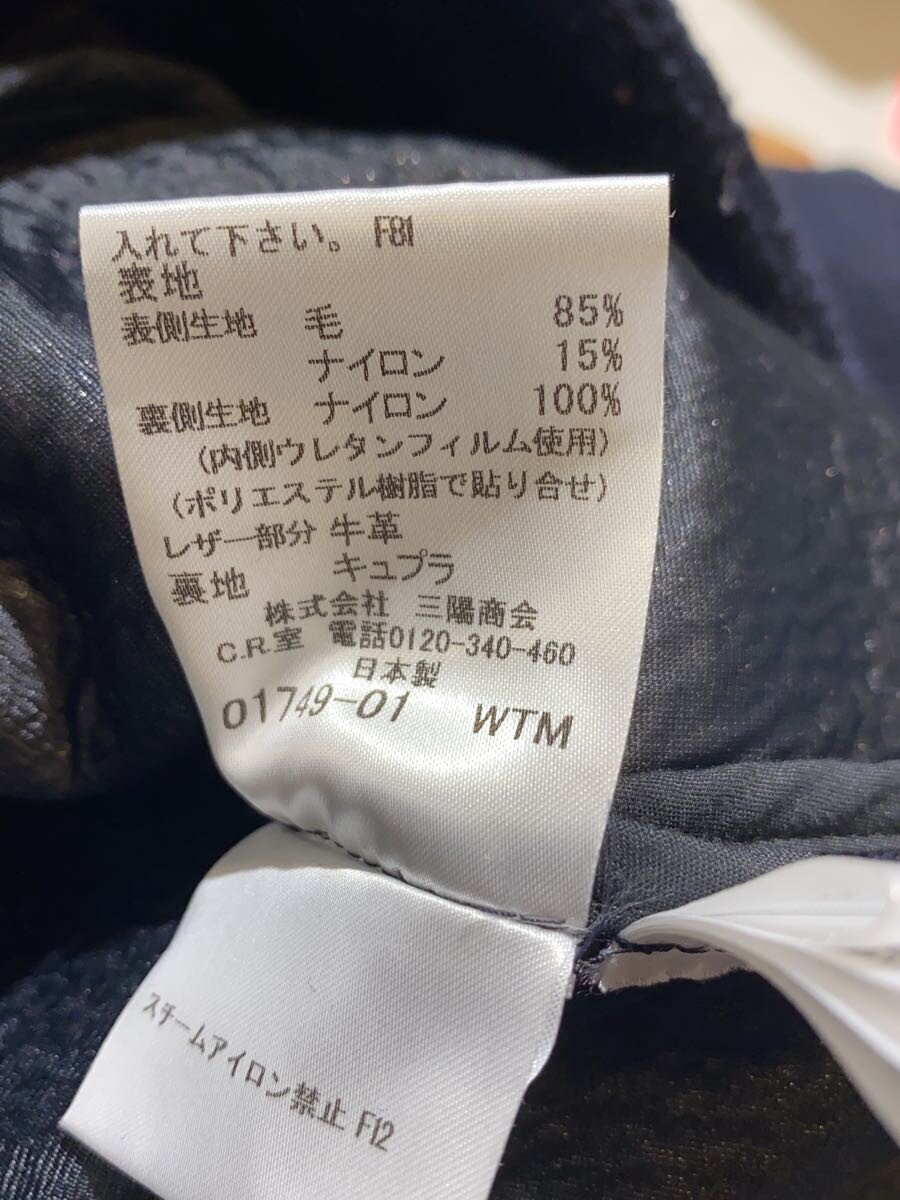 入れて下さい。 F81
表地
表側生地 毛 85%
ナイロン 15%
裏側生地 ナイロン 100%
(内側ウレタンフィルム使用)
(ポリエステル樹脂で貼り合せ)
レザー部分 牛革
裏地 キュプラ
株式会社 三陽商会
C.R.室 電話0120-340-460
日本製
01749-01 WTM
スチームアイロン禁止 F12